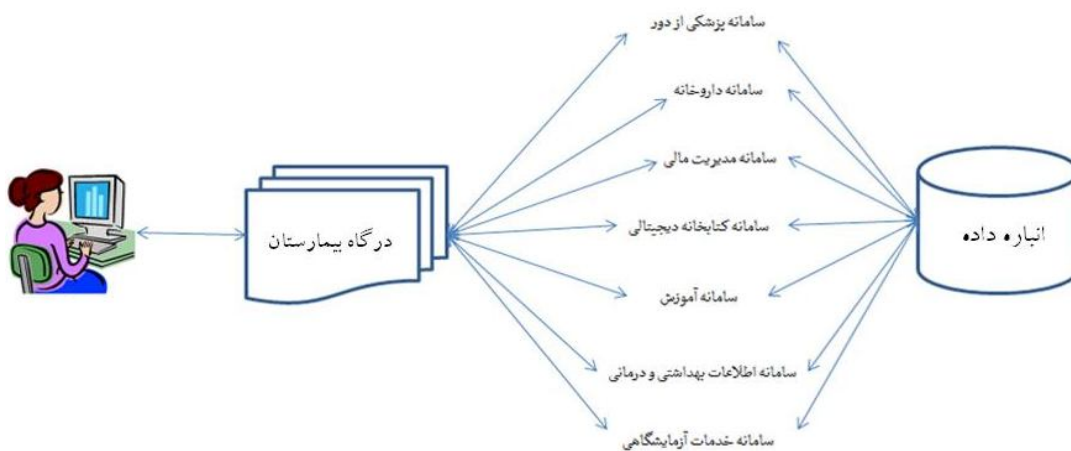 سامانه پزشکی از دور
سامانه داروخانه
سامانه مدیریت مالی
سامانه کتابخانه دیجیتالی
سامانه آموزش
سامانه اطلاعات بهداشتی و درمانی
سامانه خدمات آزمایشگاهی
درگاه بیمارستان
انباره داده